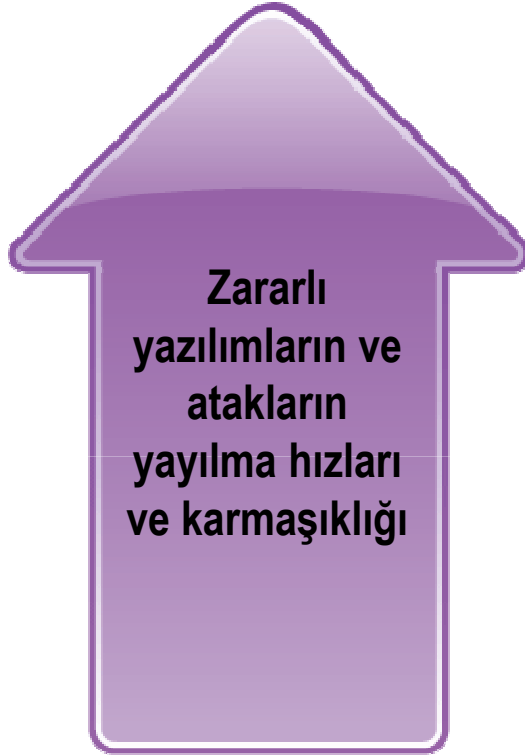 Zararlı
yazılımların ve
atakların
yayılma hızları
ve karmaşıklığı